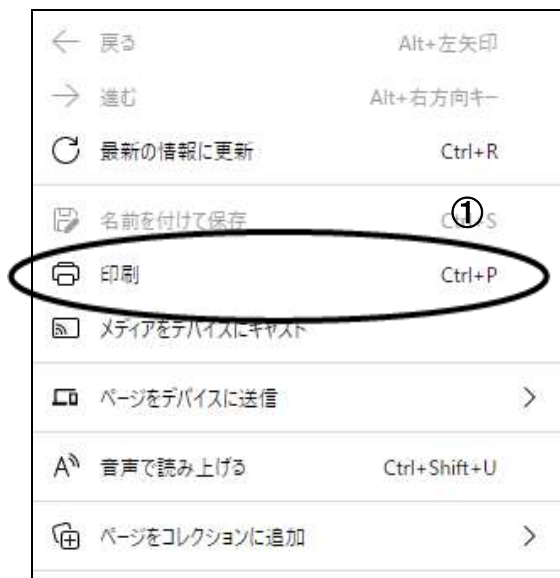 戻る Alt+左矢印
進む Alt+右方向キー
最新の情報に更新 Ctrl+R
①
名前を付けて保存 Ctrl+S
印刷 Ctrl+P
メディアをデバイスにキャスト
ページをデバイスに送信
音声で読み上げる Ctrl+Shift+U
ページをコレクションに追加